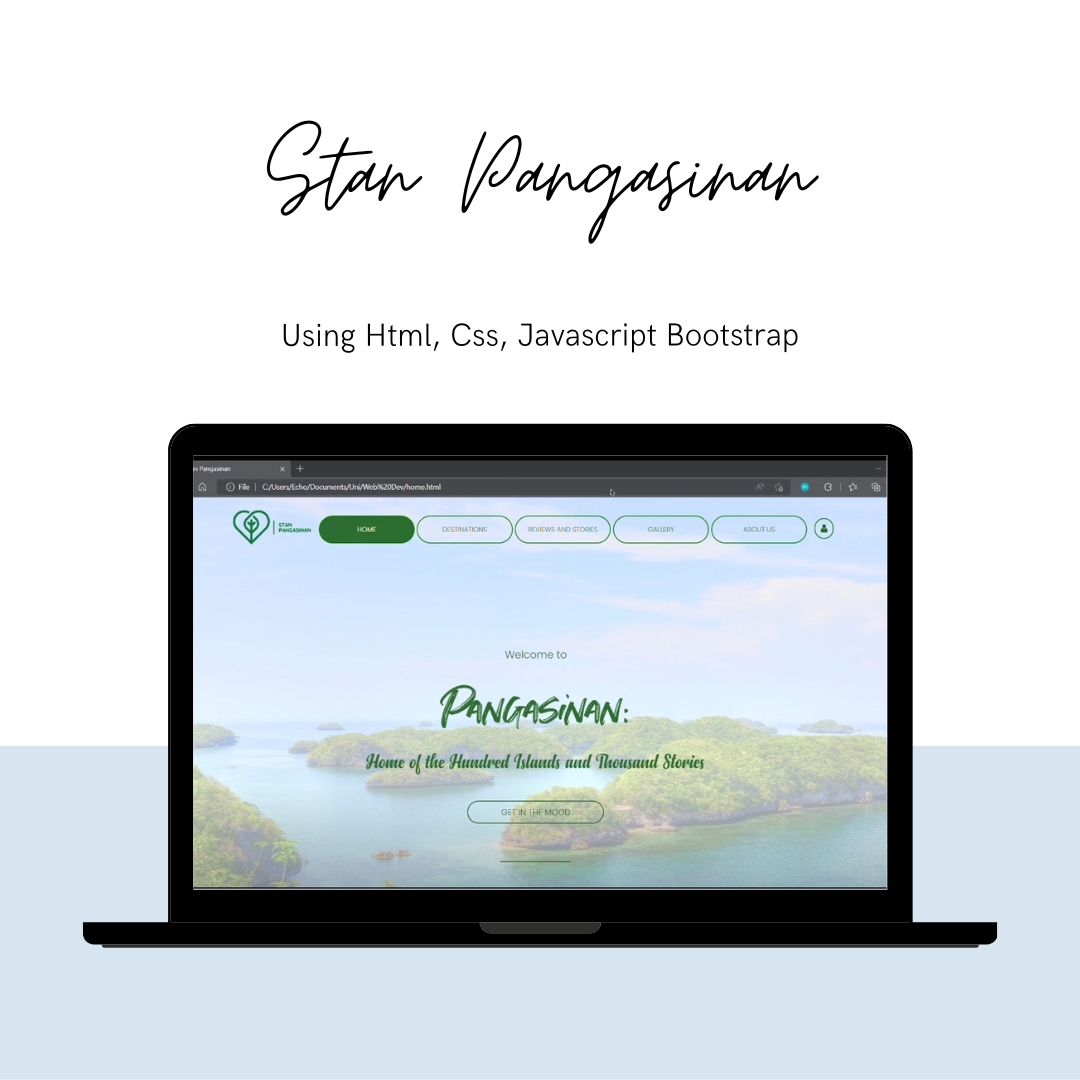 Stan Pangasinan
Using Html, Css, Javascript Bootstrap
n Pangasinan
File | C:/Users/Echo/Documents/Uni/Web%20Dev/home.html
STAN
PANGASINAN
HOME
DESTINATIONS
REVIEWS AND STORIES
GALLERY
ABOUT US
Welcome to
PANGASiNAN:
Home of the Hundred Islands and Thousand Stories
GET IN THE MOOD